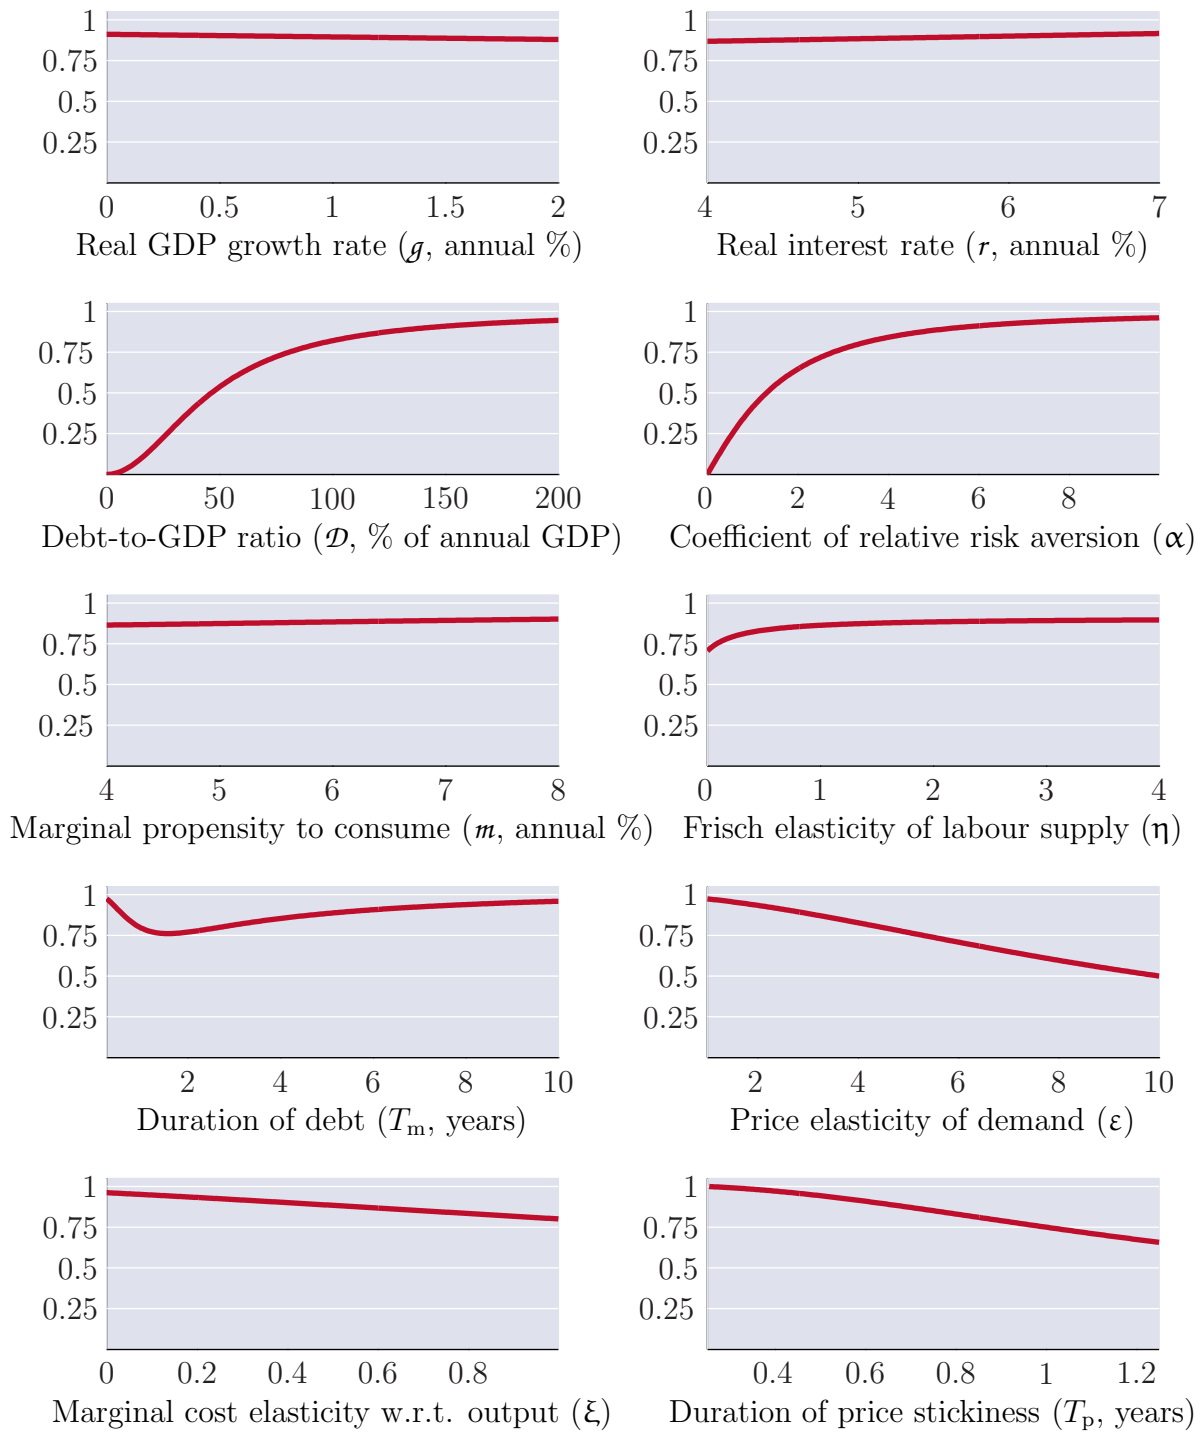 1
0.75
0.5
0.25
0 0.5 1 1.5 2
Real GDP growth rate (𝑔, annual %)
1
0.75
0.5
0.25
4 5 6 7
Real interest rate (𝑟, annual %)
1
0.75
0.5
0.25
0 50 100 150 200
Debt-to-GDP ratio (𝒟, % of annual GDP)
1
0.75
0.5
0.25
0 2 4 6 8
Coefficient of relative risk aversion (α)
1
0.75
0.5
0.25
4 5 6 7 8
Marginal propensity to consume (𝑚, annual %)
1
0.75
0.5
0.25
0 1 2 3 4
Frisch elasticity of labour supply (η)
1
0.75
0.5
0.25
2 4 6 8 10
Duration of debt (Tm, years)
1
0.75
0.5
0.25
2 4 6 8 10
Price elasticity of demand (ε)
1
0.75
0.5
0.25
0 0.2 0.4 0.6 0.8
Marginal cost elasticity w.r.t. output (ξ)
1
0.75
0.5
0.25
0.4 0.6 0.8 1 1.2
Duration of price stickiness (Tp, years)